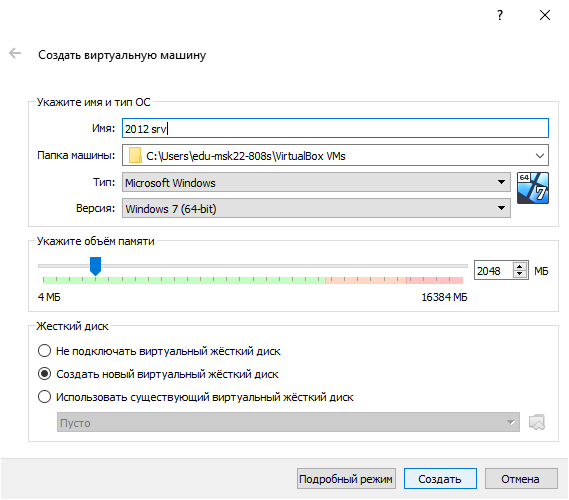 ?
Создать виртуальную машину
Укажите имя и тип ОС
Имя: 2012 srv
Папка машины: C:\Users\edu-msk22-808s\VirtualBox VMs
Тип: Microsoft Windows
64
7
Версия: Windows 7 (64-bit)
Укажите объём памяти
2048 МБ
4 МБ 16384 МБ
Жесткий диск
Не подключать виртуальный жёсткий диск
Создать новый виртуальный жёсткий диск
Использовать существующий виртуальный жёсткий диск
Пусто
Подробный режим Создать Отмена